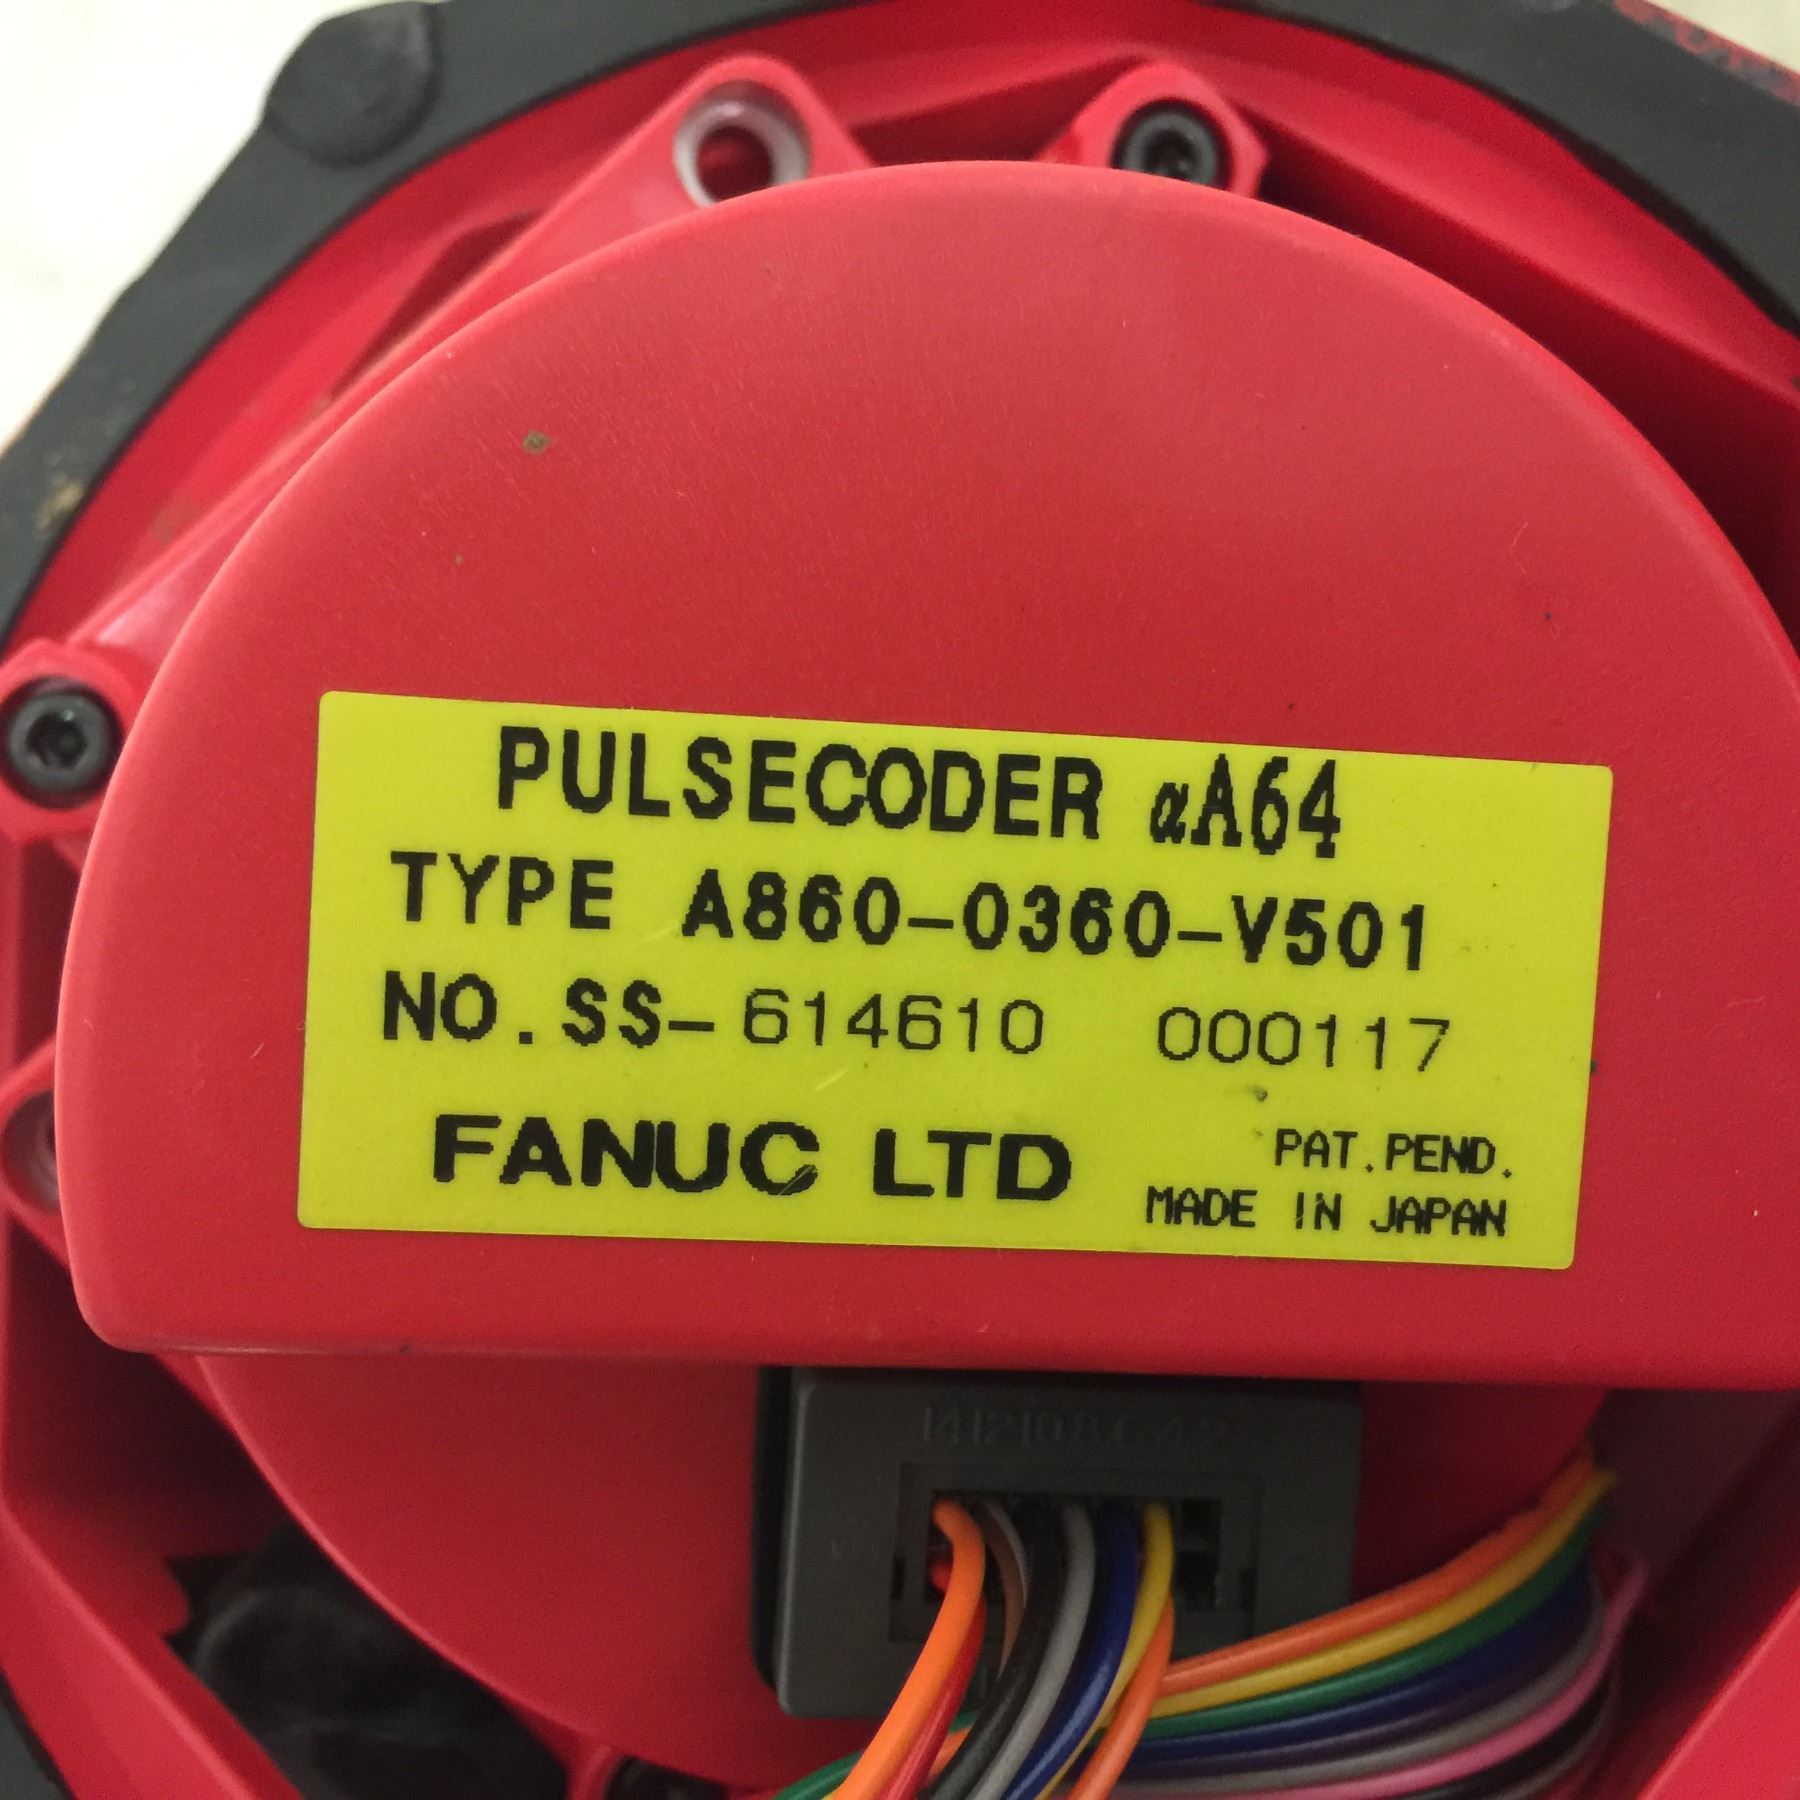 PULSECODER αA64
TYPE A860-0360-V501
NO.SS-614610 000117
FANUC LTD
PAT.PEND.
MADE IN JAPAN